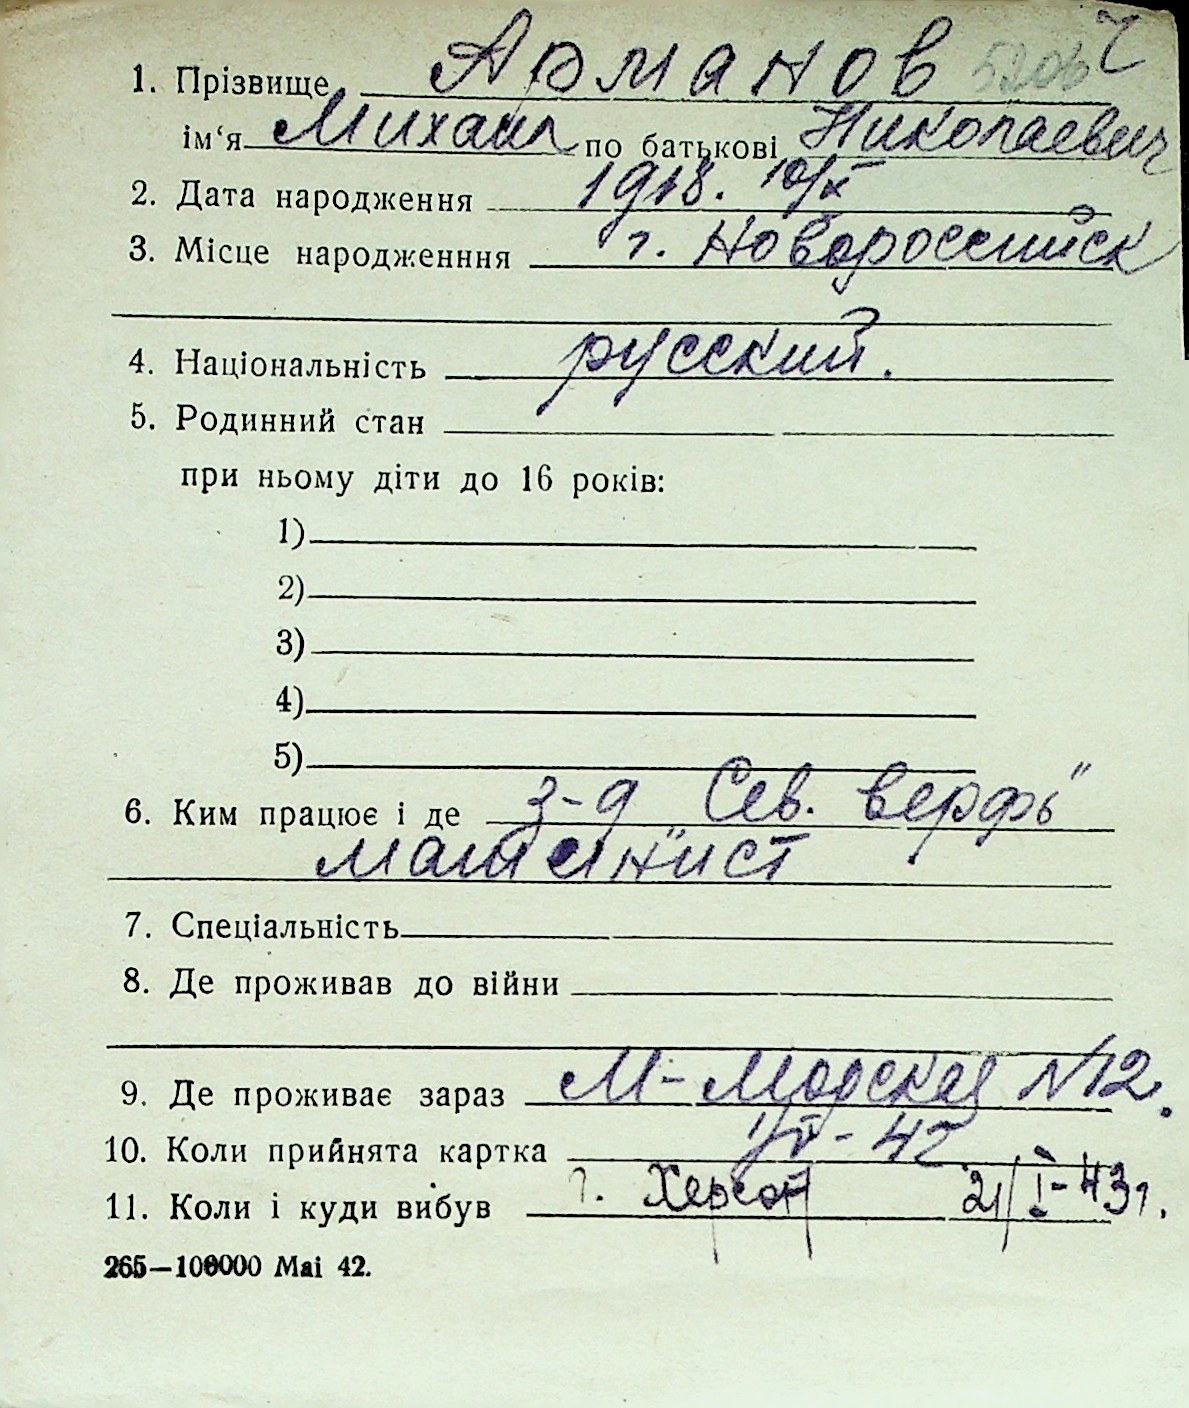 1. Прізвище Арманов
ім‘я Михаил по батькові Николаевич
2. Дата народження 1918. 10/X
3. Місце народженння г. Новороссийск
4. Національність русский.
5. Родинний стан
при ньому діти до 16 років:
1)
2)
3)
4)
5)
6. Ким працює і де з-д "Сев. верфь"
машинист
7. Спеціальність
8. Де проживав до війни
9. Де проживає зараз М-Морская №12.
10. Коли прийнята картка - 42
11. Коли і куди вибув г. Херсон 21/I-43г.
265—100000 Маі 42.